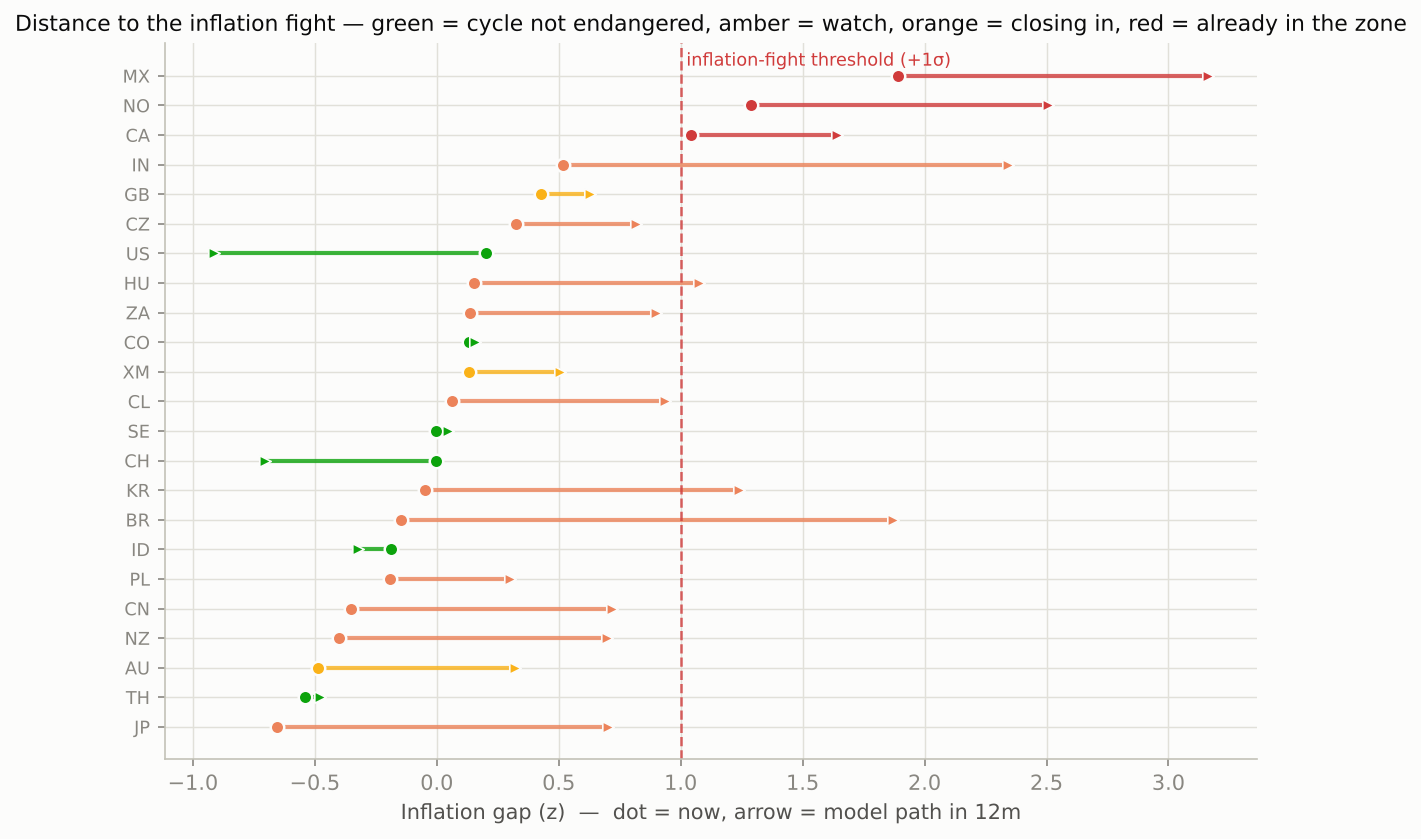 Distance to the inflation fight — green = cycle not endangered, amber = watch, orange = closing in, red = already in the zone
inflation-fight threshold (+1σ)
MX
NO
CA
IN
GB
CZ
US
HU
ZA
CO
XM
CL
SE
CH
KR
BR
ID
PL
CN
NZ
AU
TH
JP
−1.0 −0.5 0.0 0.5 1.0 1.5 2.0 2.5 3.0
Inflation gap (z) — dot = now, arrow = model path in 12m